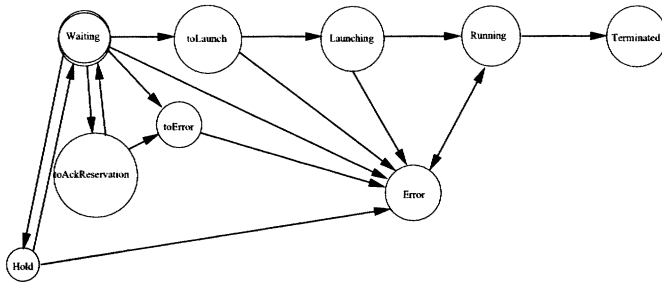 Waiting
toLaunch
Launching
Running
Terminated
toError
toAckReservation
Error
Hold